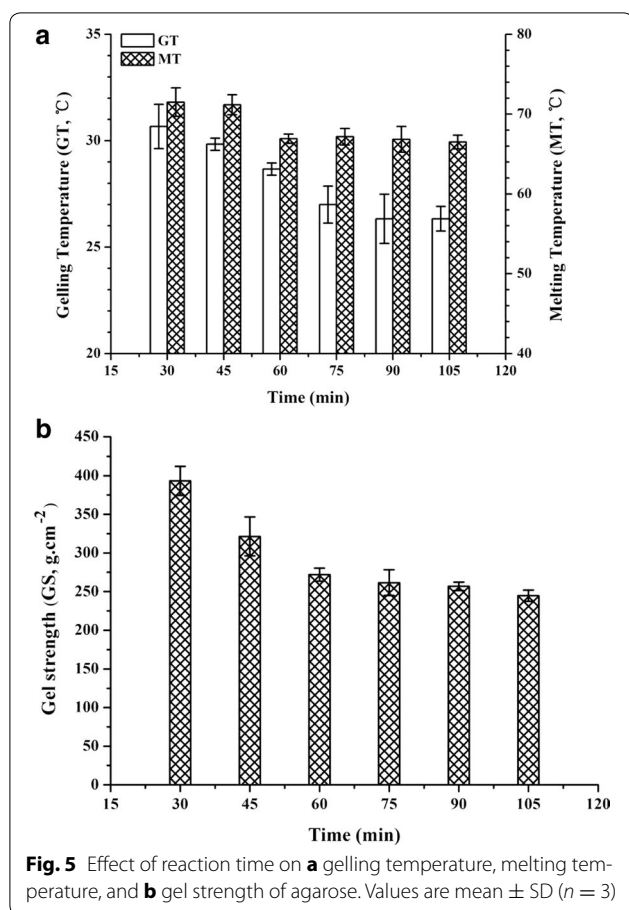 a
GT
MT
35
30
25
20
Gelling Temperature (GT, ℃)
80
70
60
50
40
Melting Temperature (MT, ℃)
15 30 45 60 75 90 105 120
Time (min)
b
450
400
350
300
250
200
150
100
50
0
Gel strength (GS, g.cm-2)
15 30 45 60 75 90 105 120
Time (min)
Fig. 5 Effect of reaction time on a gelling temperature, melting tem-
perature, and b gel strength of agarose. Values are mean ± SD (n = 3)